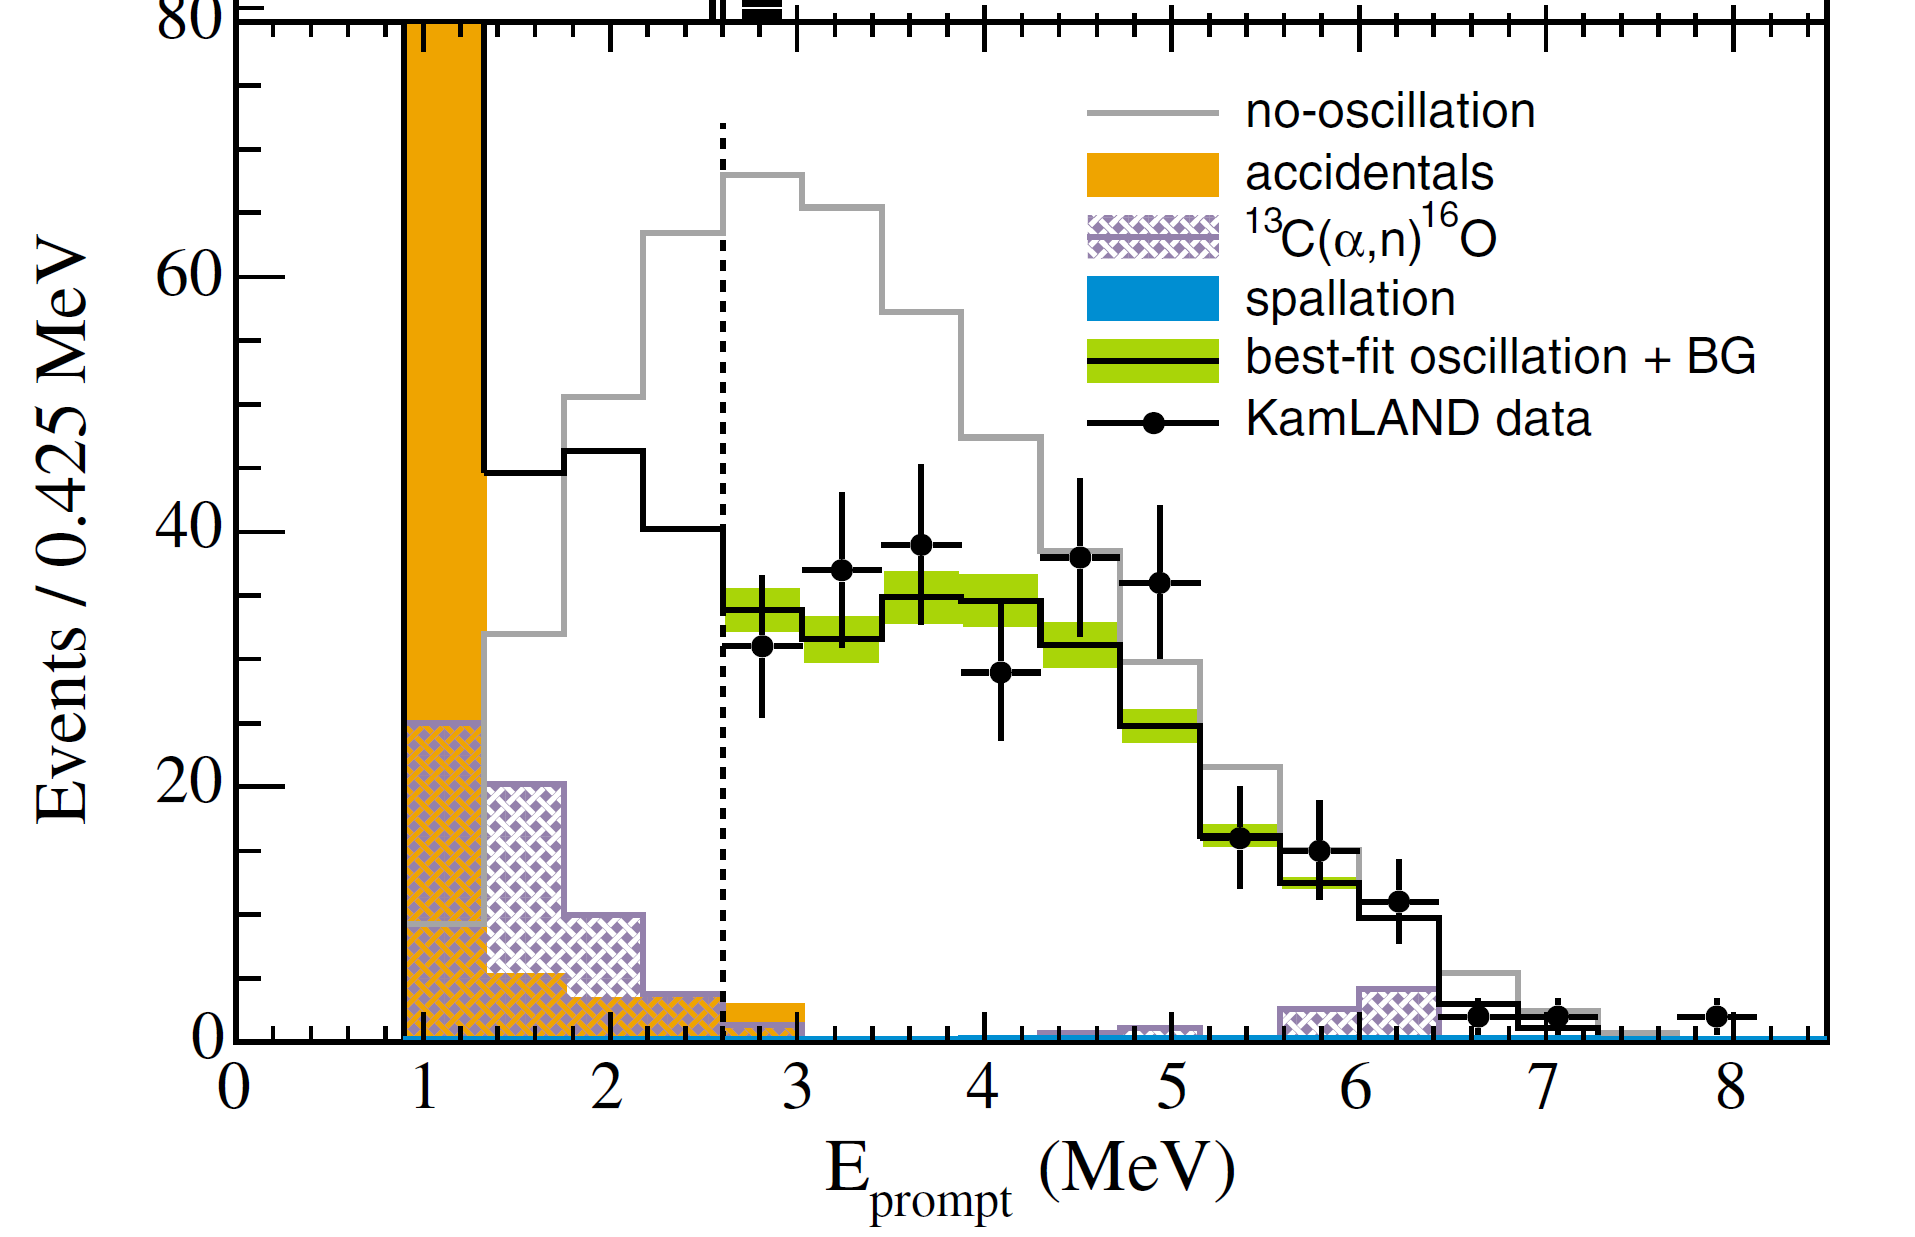 80
60
40
20
0
Events / 0.425 MeV
no-oscillation
accidentals
¹³C(α,n)¹⁶O
spallation
best-fit oscillation + BG
KamLAND data
0 1 2 3 4 5 6 7 8
E_prompt (MeV)